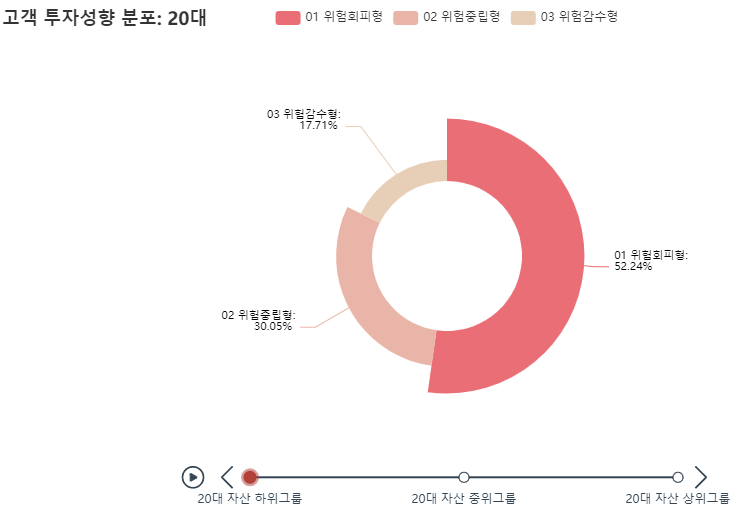 고객 투자성향 분포: 20대
01 위험회피형
02 위험중립형
03 위험감수형
03 위험감수형:
17.71%
01 위험회피형:
52.24%
02 위험중립형:
30.05%
20대 자산 하위그룹
20대 자산 중위그룹
20대 자산 상위그룹